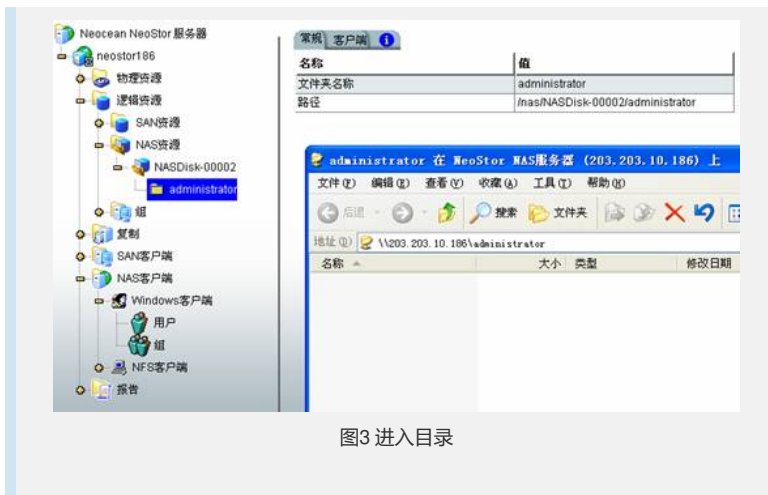 Neocean NeoStor 服务器
neostor186
物理资源
逻辑资源
SAN资源
NAS资源
NASDisk-00002
administrator
组
复制
SAN客户端
NAS客户端
Windows客户端
用户
组
NFS客户端
报告
常规 客户端
名称 值
文件夹名称 administrator
路径 /nas/NASDisk-00002/administrator
administrator 在 NeoStor NAS服务器 (203.203.10.186) 上
文件(F) 编辑(E) 查看(V) 收藏(A) 工具(T) 帮助(H)
后退 搜索 文件夹
地址(D) \\203.203.10.186\administrator
名称 大小 类型 修改日期
图3 进入目录